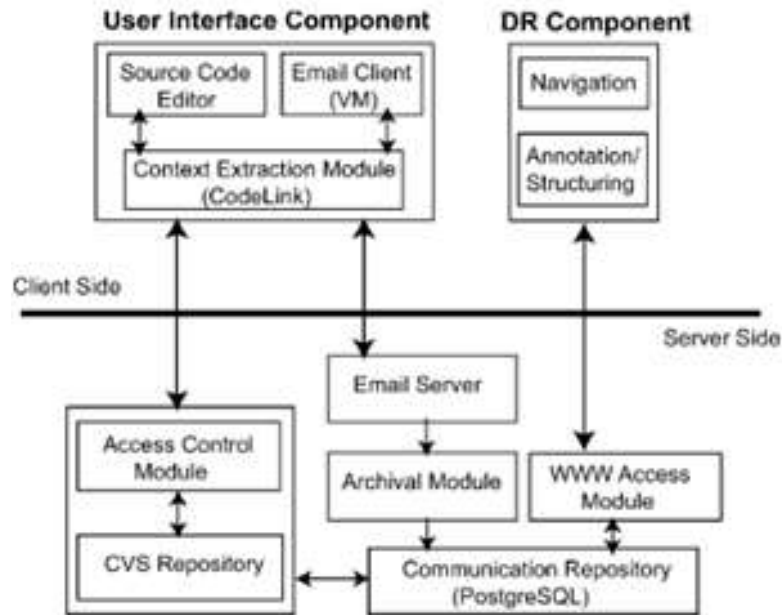 User Interface Component
DR Component
Source Code
Editor
Email Client
(VM)
Context Extraction Module
(CodeLink)
Navigation
Annotation/
Structuring
Client Side
Server Side
Email Server
Access Control
Module
Archival Module
WWW Access
Module
CVS Repository
Communication Repository
(PostgreSQL)